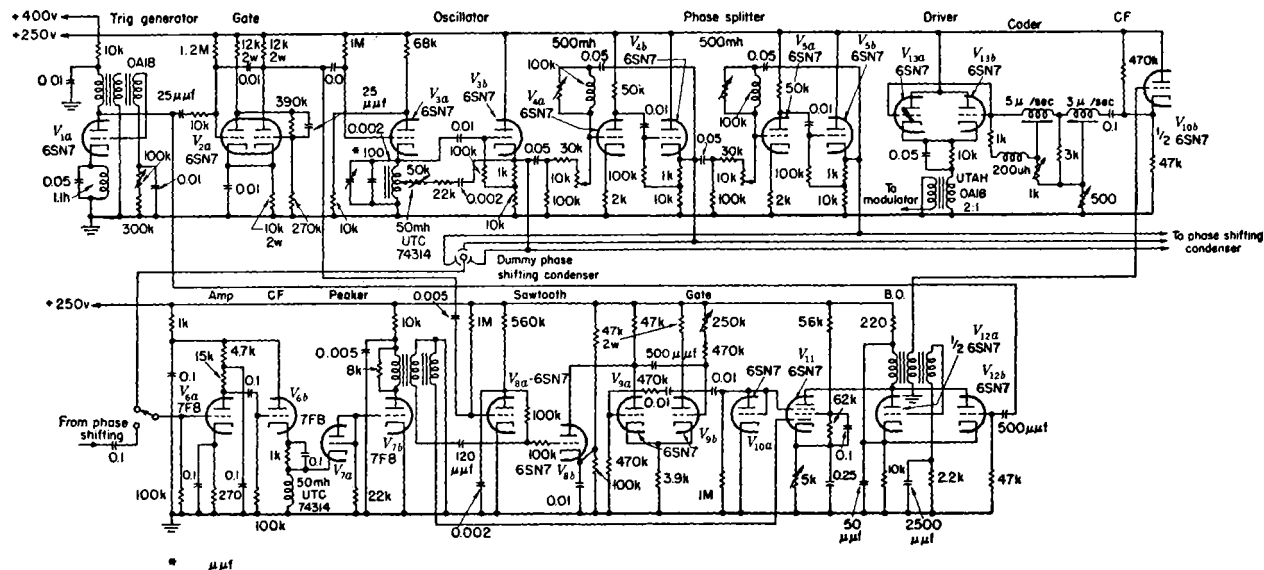 +400v
Trig generator
Gate
Oscillator
Phase splitter
Driver
Coder
CF
+250v
10k
1.2M
12k
2w
12k
2w
1M
68k
500mh
0.05
500mh
0.05
0.01
OA18
0.01
0.01
100k
V4b
6SN7
V5a
6SN7
V5b
6SN7
V13a
6SN7
V13b
6SN7
470k
25μμf
390k
25
μμf
V3a
6SN7
V3b
6SN7
V4a
6SN7
50k
0.01
100k
50k
0.01
5μ/sec
3μ/sec
0.1
V1a
6SN7
10k
V2a
6SN7
0.002
0.01
100k
0.05
30k
0.05
30k
0.05
1k
200uh
3k
1/2 6SN7
V10b
* 100
50k
10k
10k
10k
47k
0.05
1.1h
100k
0.01
0.01
22k
0.002
1k
100k
100k
1k
100k
100k
1k
To
modulator
UTAH
OA18
2:1
1k
500
300k
10k
2w
270k
10k
50mh
UTC
74314
10k
2k
10k
2k
10k
Dummy phase
shifting condenser
To phase shifting
condenser
+250v
Amp
CF
Peaker
0.005
Sawtooth
Gate
B.O.
1k
4.7k
15k
10k
0.005
8k
1M
560k
47k
2w
47k
250k
56k
220
V12a
1/2
6SN7
500μμf
470k
0.1
0.1
V6a
7F8
V6b
7F8
V8a-6SN7
V9a
470k
0.01
0.01
6SN7
V11
6SN7
V12b
6SN7
From phase
shifting
0.1
100k
100k
62k
500μμf
1k
0.1
V7a
V7b
7F8
120
μμf
6SN7
V8b
6SN7
V9b
V10a
0.1
0.1
0.1
100k
270
50mh
UTC
74314
22k
0.01
100k
470k
3.9k
1M
5k
0.25
10k
2.2k
47k
100k
0.002
50
μμf
2500
μμf
* μμf